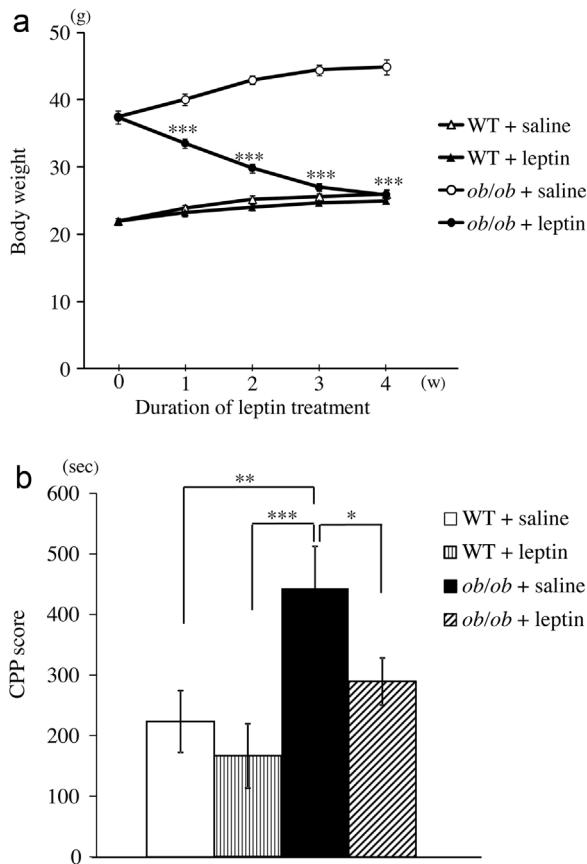 a
(g)
50
40
30
20
10
0
Body weight
***
***
***
***
0 1 2 3 4 (w)
Duration of leptin treatment
WT + saline
WT + leptin
ob/ob + saline
ob/ob + leptin
b
(sec)
600
500
400
300
200
100
0
CPP score
**
***
*
WT + saline
WT + leptin
ob/ob + saline
ob/ob + leptin